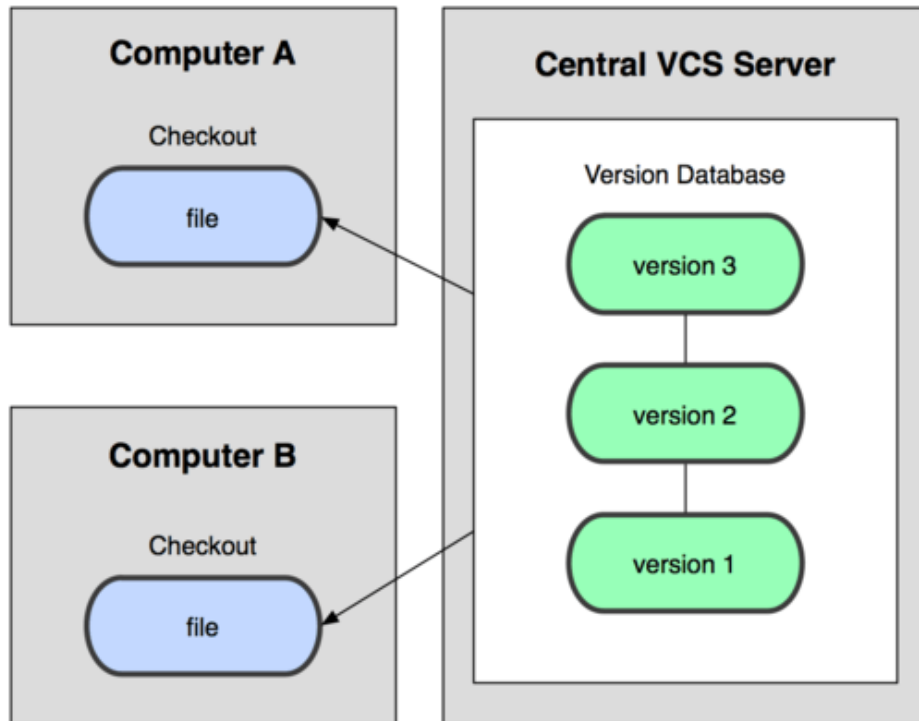 Computer A
Checkout
file
Computer B
Checkout
file
Central VCS Server
Version Database
version 3
version 2
version 1